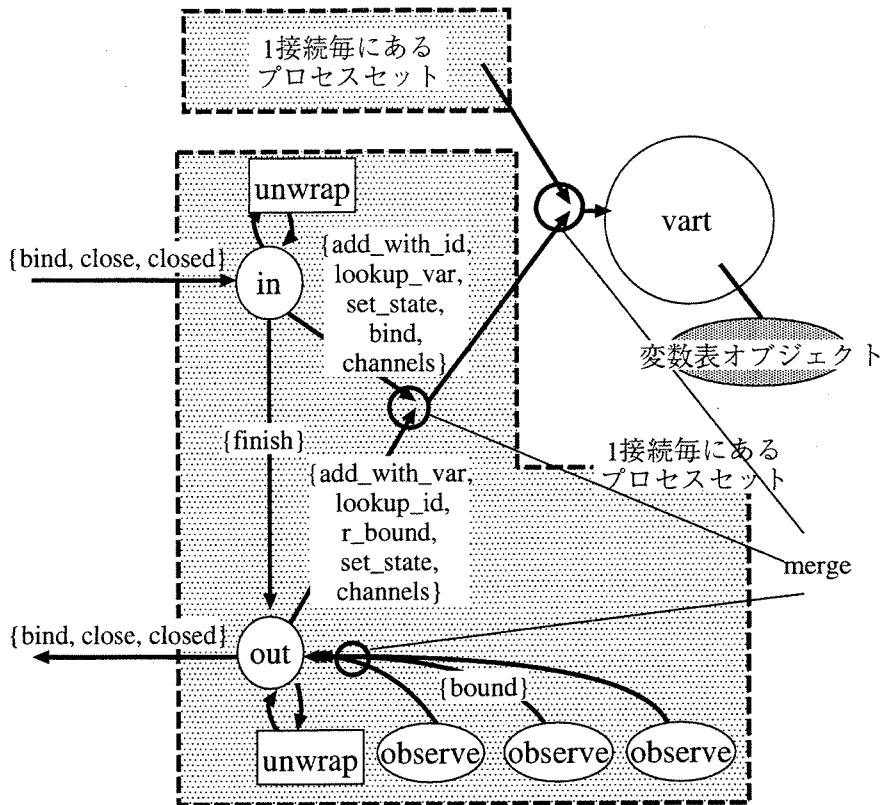 1接続毎にある
プロセスセット
unwrap
vart
{bind, close, closed}
in
{add_with_id,
lookup_var,
set_state,
bind,
channels}
変数表オブジェクト
{finish}
1接続毎にある
プロセスセット
{add_with_var,
lookup_id,
r_bound,
set_state,
channels}
merge
{bind, close, closed}
out
{bound}
unwrap
observe
observe
observe